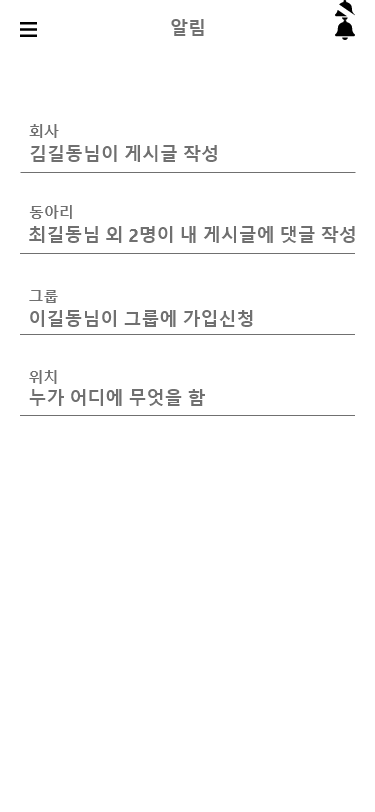 알림
회사
김길동님이 게시글 작성
동아리
최길동님 외 2명이 내 게시글에 댓글 작성
그룹
이길동님이 그룹에 가입신청
위치
누가 어디에 무엇을 함